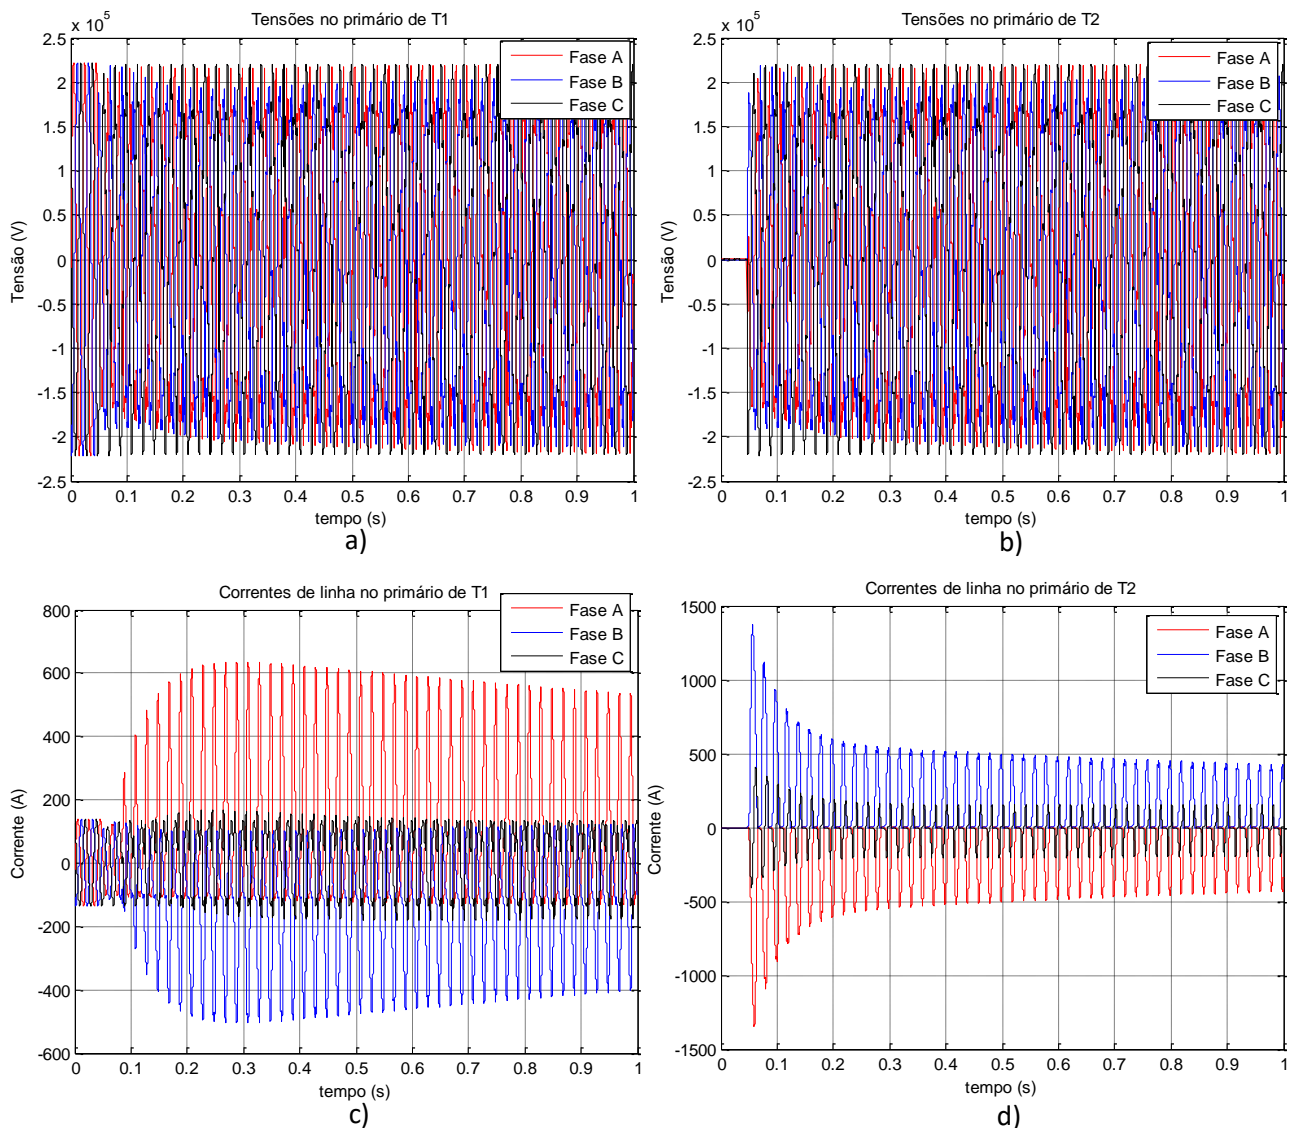 Tensões no primário de T1
x 10^5
Fase A
Fase B
Fase C
2.5
2
1.5
1
0.5
0
-0.5
-1
-1.5
-2
-2.5
Tensão (V)
0 0.1 0.2 0.3 0.4 0.5 0.6 0.7 0.8 0.9 1
tempo (s)
a)
Tensões no primário de T2
x 10^5
Fase A
Fase B
Fase C
2.5
2
1.5
1
0.5
0
-0.5
-1
-1.5
-2
-2.5
Tensão (V)
0 0.1 0.2 0.3 0.4 0.5 0.6 0.7 0.8 0.9 1
tempo (s)
b)
Correntes de linha no primário de T1
Fase A
Fase B
Fase C
800
600
400
200
0
-200
-400
-600
Corrente (A)
0 0.1 0.2 0.3 0.4 0.5 0.6 0.7 0.8 0.9 1
tempo (s)
c)
Correntes de linha no primário de T2
Fase A
Fase B
Fase C
1500
1000
500
0
-500
-1000
-1500
Corrente (A)
0 0.1 0.2 0.3 0.4 0.5 0.6 0.7 0.8 0.9 1
tempo (s)
d)